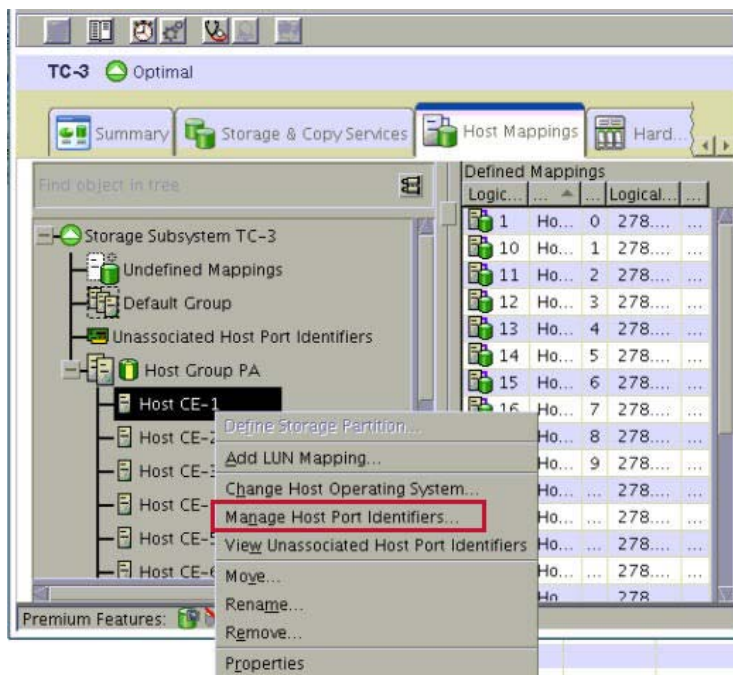 TC-3 Optimal
Summary Storage & Copy Services Host Mappings Hard...
Find object in tree
Defined Mappings
Logic... ... ... Logical... ...
Storage Subsystem TC-3
Undefined Mappings
Default Group
Unassociated Host Port Identifiers
Host Group PA
Host CE-1
Host CE-2
Host CE-
Host CE-
Host CE-5
Host CE-6
1 Ho... 0 278.... ...
10 Ho... 1 278.... ...
11 Ho... 2 278.... ...
12 Ho... 3 278.... ...
13 Ho... 4 278.... ...
14 Ho... 5 278.... ...
15 Ho... 6 278.... ...
16 Ho... 7 278.... ...
Ho... 8 278.... ...
Ho... 9 278.... ...
Ho... ... 278.... ...
Ho... ... 278.... ...
Ho... ... 278.... ...
Ho... ... 278.... ...
Ho 278
Define Storage Partition...
Add LUN Mapping...
Change Host Operating System...
Manage Host Port Identifiers...
View Unassociated Host Port Identifiers
Move...
Rename...
Remove...
Properties
Premium Features: